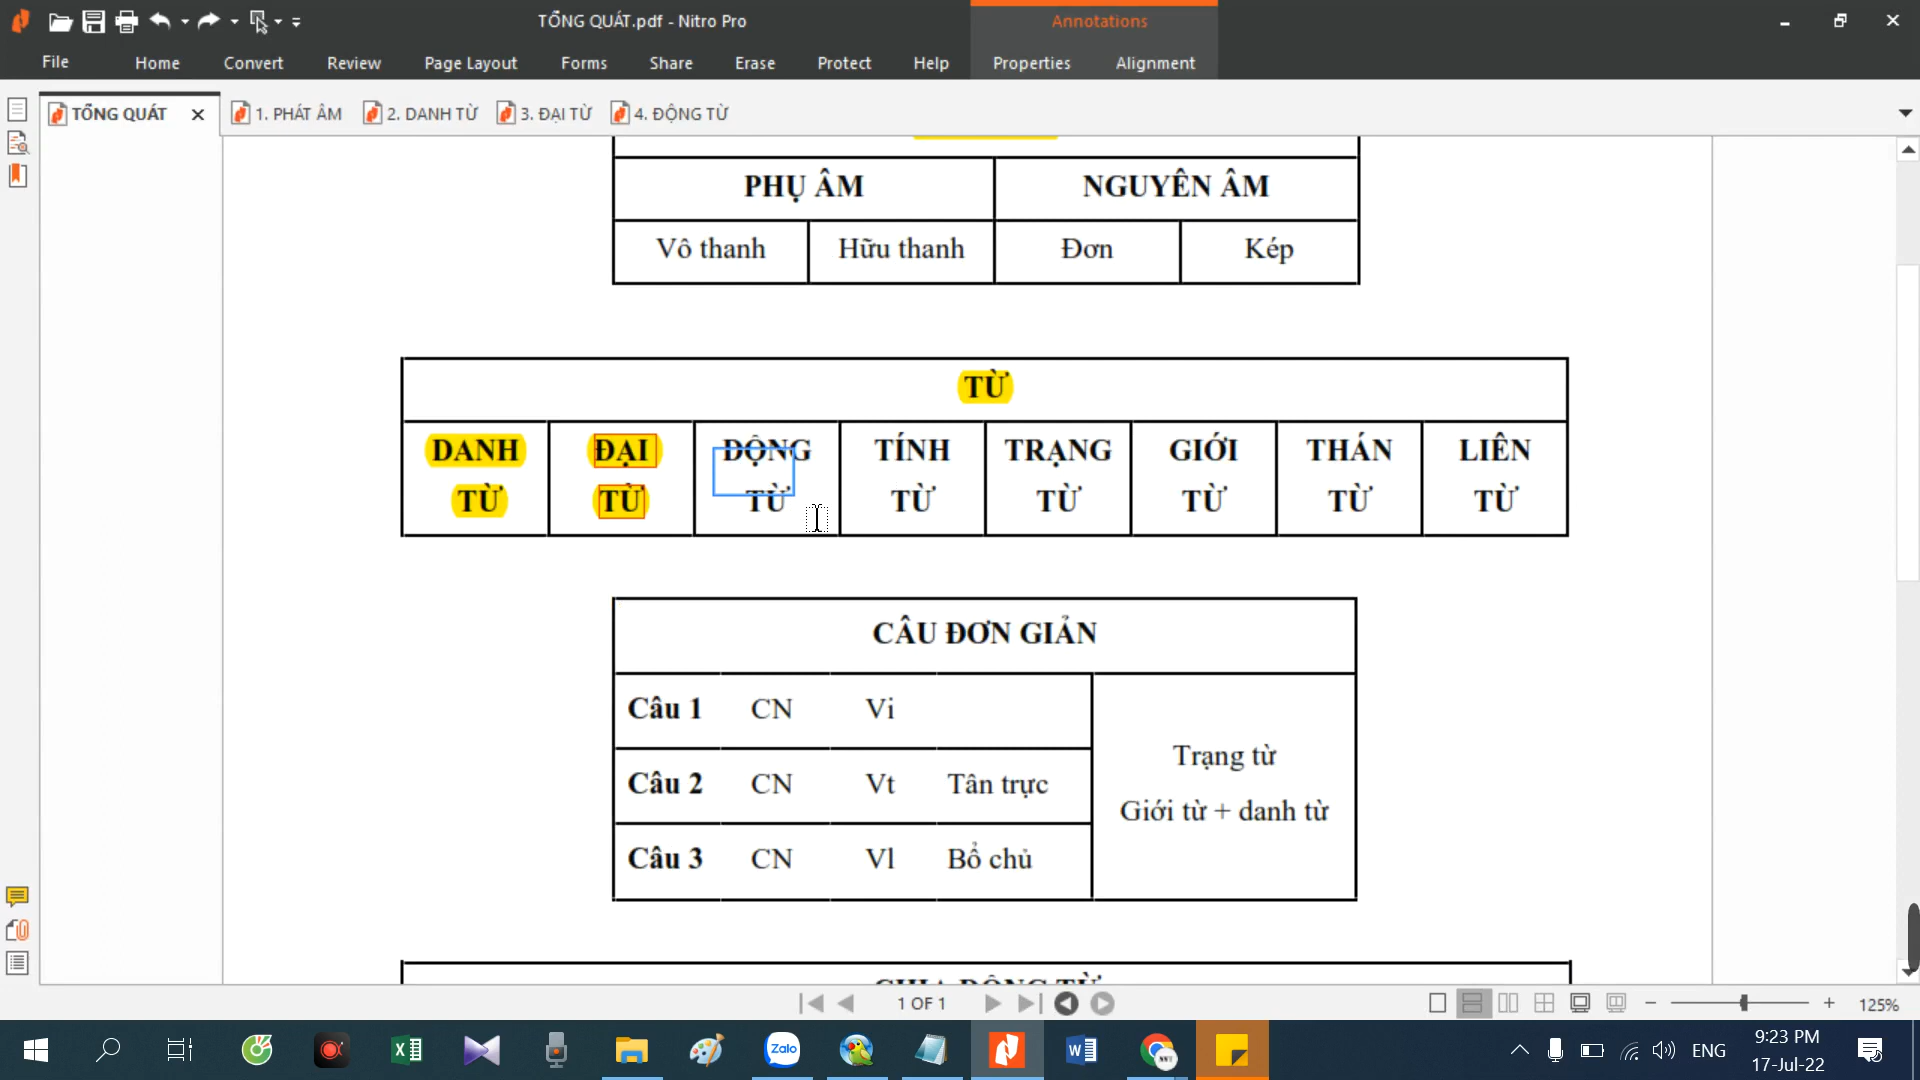 TỔNG QUÁT.pdf - Nitro Pro
Annotations
File Home Convert Review Page Layout Forms Share Erase Protect Help Properties Alignment
TỔNG QUÁT 1. PHÁT ÂM 2. DANH TỪ 3. ĐẠI TỪ 4. ĐỘNG TỪ
PHỤ ÂM NGUYÊN ÂM
Vô thanh Hữu thanh Đơn Kép
TỪ
DANH TỪ
ĐẠI TỪ
ĐỘNG TỪ
TÍNH TỪ
TRẠNG TỪ
GIỚI TỪ
THÁN TỪ
LIÊN TỪ
CÂU ĐƠN GIẢN
Câu 1 CN Vi
Câu 2 CN Vt Tân trực
Câu 3 CN Vl Bổ chủ
Trạng từ
Giới từ + danh từ
CHIA ĐỘNG TỪ
1 OF 1
125%
Zalo
ENG
9:23 PM
17-Jul-22